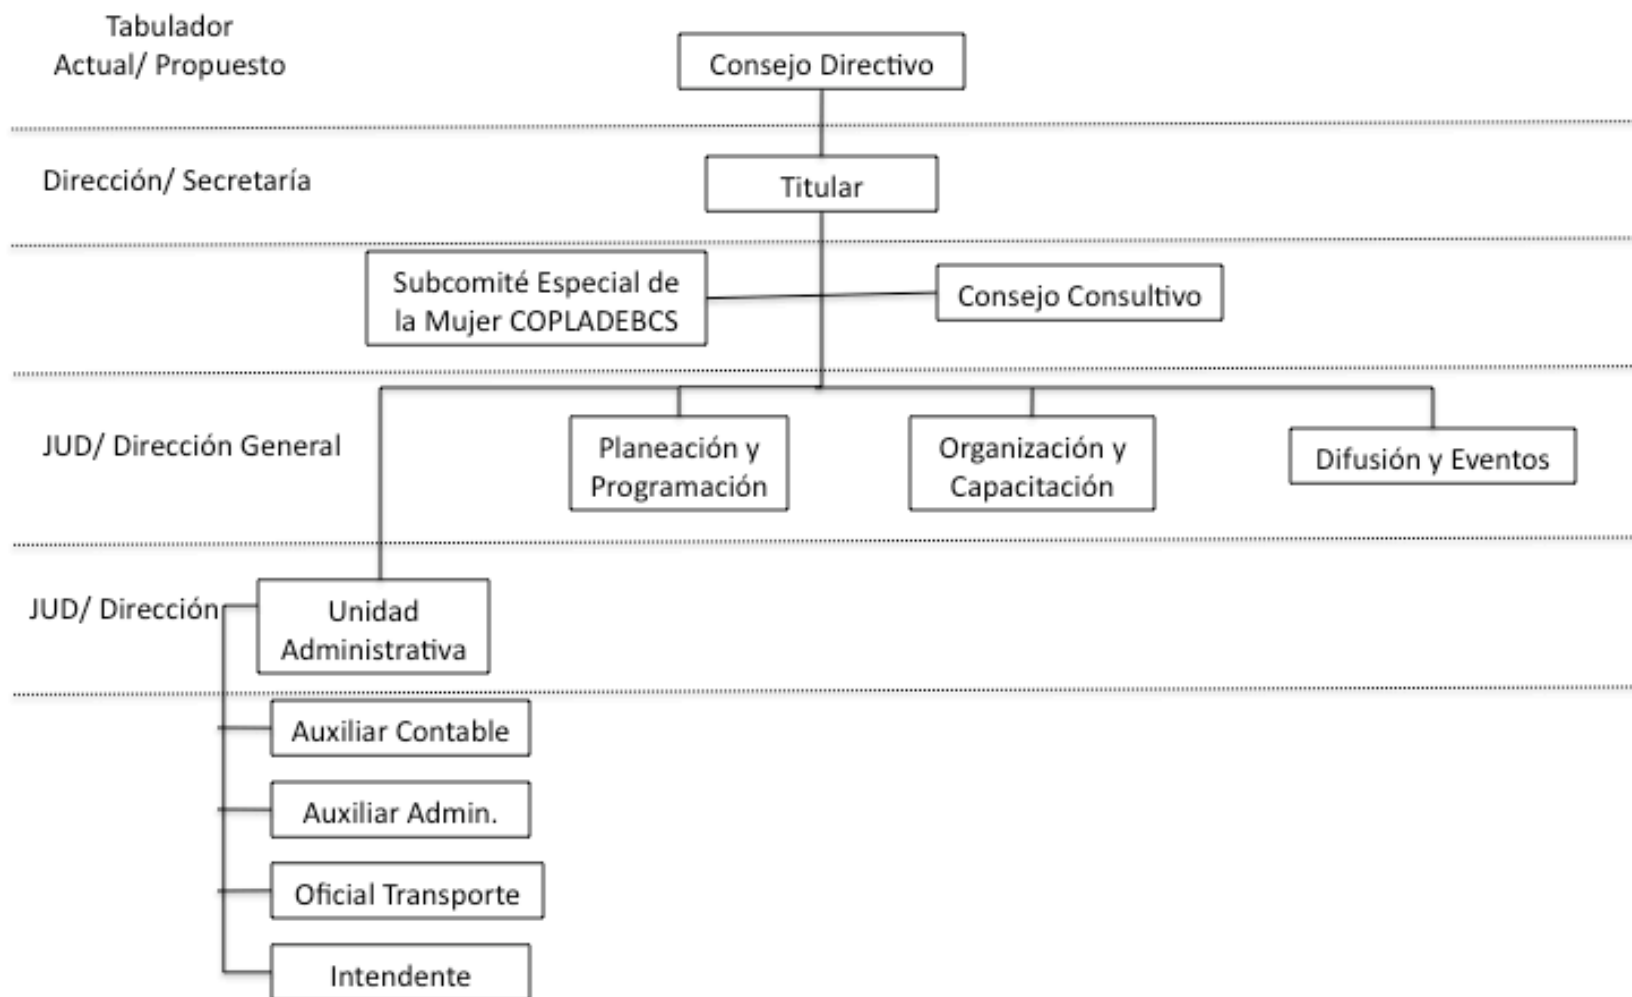 Tabulador
Actual/ Propuesto
Consejo Directivo
Dirección/ Secretaría
Titular
Subcomité Especial de
la Mujer COPLADEBCS
Consejo Consultivo
JUD/ Dirección General
Planeación y
Programación
Organización y
Capacitación
Difusión y Eventos
JUD/ Dirección
Unidad
Administrativa
Auxiliar Contable
Auxiliar Admin.
Oficial Transporte
Intendente